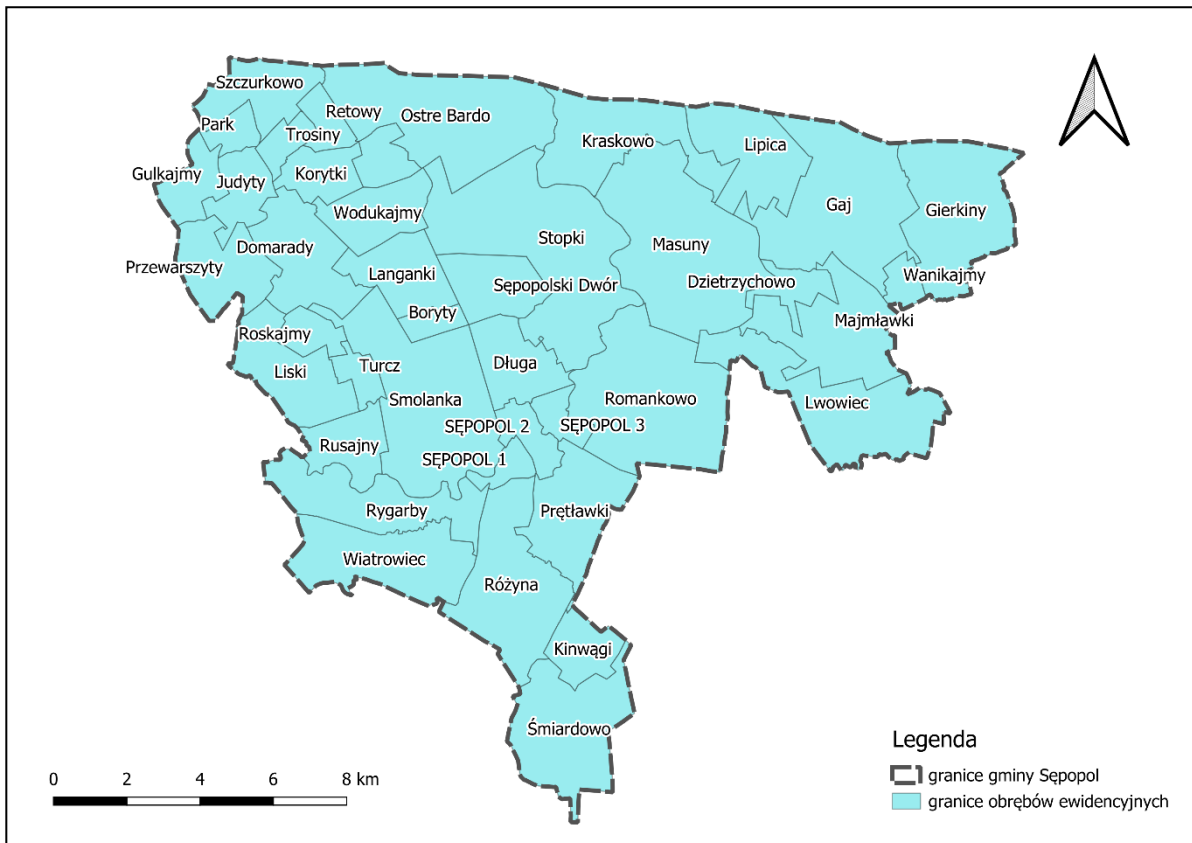 Szczurkowo
Retowy
Ostre Bardo
Park
Trosiny
Kraskowo
Lipica
Gulkajmy
Judyty
Korytki
Wodukajmy
Gaj
Gierkiny
Domarady
Stopki
Masuny
Przewarszyty
Langanki
Sępopolski Dwór
Dzietrzychowo
Wanikajmy
Boryty
Majmławki
Roskajmy
Liski
Turcz
Długa
Smolanka
Romankowo
Lwowiec
SĘPOPOL 2
SĘPOPOL 3
Rusajny
SĘPOPOL 1
Rygarby
Prętławki
Wiatrowiec
Różyna
Kinwągi
Śmiardowo
Legenda
granice gminy Sępopol
granice obrębów ewidencyjnych
0 2 4 6 8 km